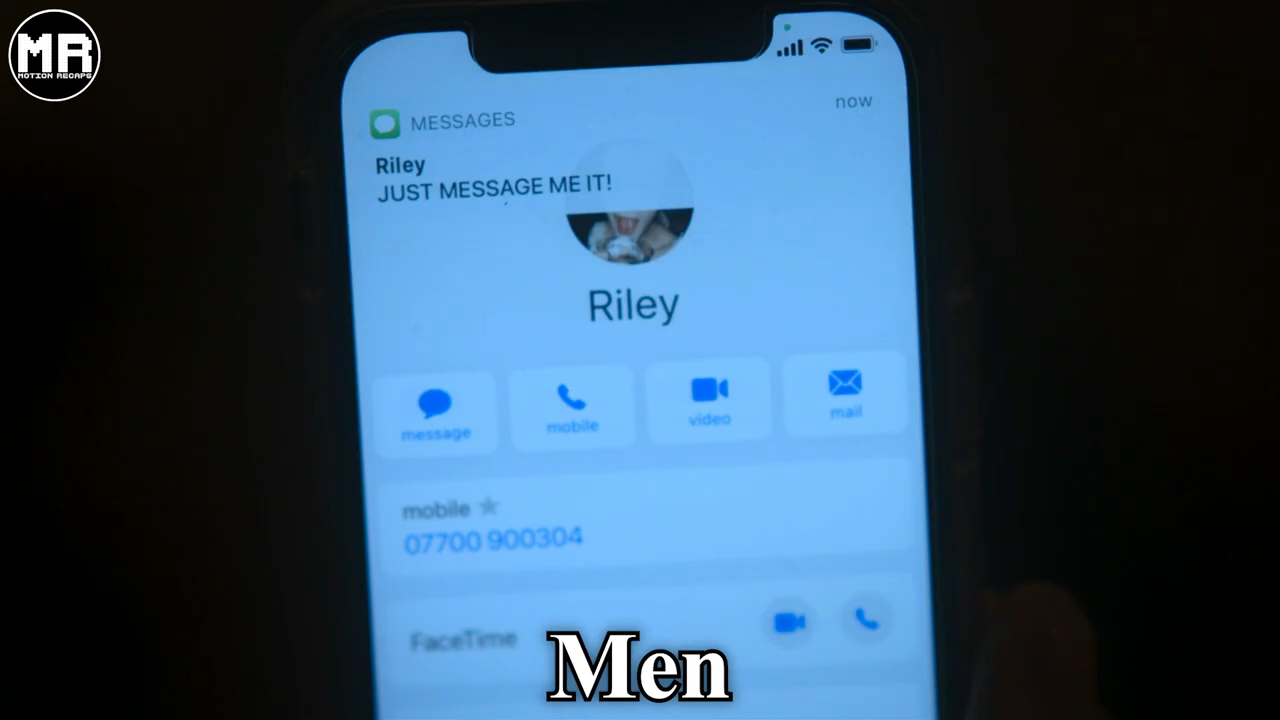 MR
MOTION RECAPS
MESSAGES
now
Riley
JUST MESSAGE ME IT!
Riley
message
mobile
video
mail
mobile
07700 900304
FaceTime
Men